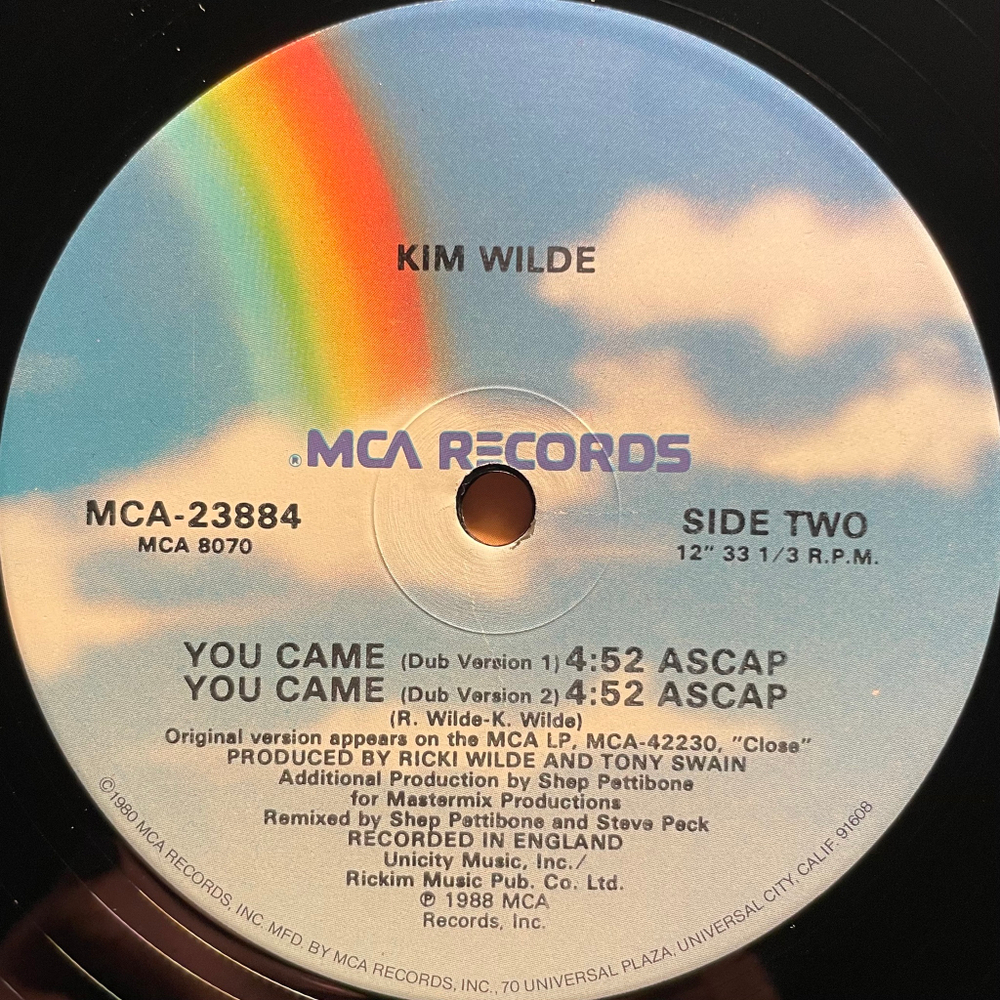 KIM WILDE
®MCA RECORDS
MCA-23884
MCA 8070
SIDE TWO
12" 33 1/3 R.P.M.
YOU CAME (Dub Version 1) 4:52 ASCAP
YOU CAME (Dub Version 2) 4:52 ASCAP
(R. Wilde-K. Wilde)
Original version appears on the MCA LP, MCA-42230, "Close"
PRODUCED BY RICKI WILDE AND TONY SWAIN
Additional Production by Shep Pettibone
for Mastermix Productions
Remixed by Shep Pettibone and Steve Peck
RECORDED IN ENGLAND
Unicity Music, Inc./
Rickim Music Pub. Co. Ltd.
℗ 1988 MCA
Records, Inc.
©1980 MCA RECORDS, INC. MFD. BY MCA RECORDS, INC., 70 UNIVERSAL PLAZA, UNIVERSAL CITY, CALIF. 91608